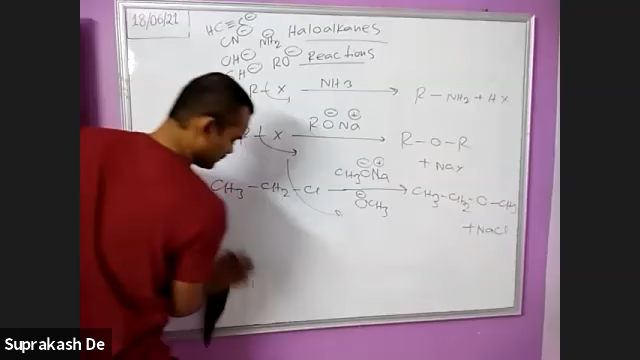 18/06/21
HC≡C⊖
CN⊖ NH2⊖ Haloalkanes
OH⊖ RO⊖ Reactions
SH⊖
R–X NH3 → R–NH2 + HX
R–X RO⊖Na⊕ → R–O–R
+ NaX
CH3–CH2–Cl CH3O⊖Na⊕ → CH3–CH2–O–CH3
⊖OCH3
+ NaCl
Suprakash De